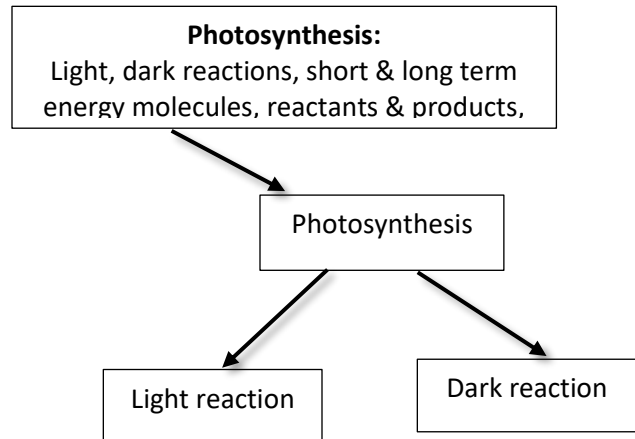 Photosynthesis:
Light, dark reactions, short & long term
energy molecules, reactants & products,
Photosynthesis
Light reaction
Dark reaction